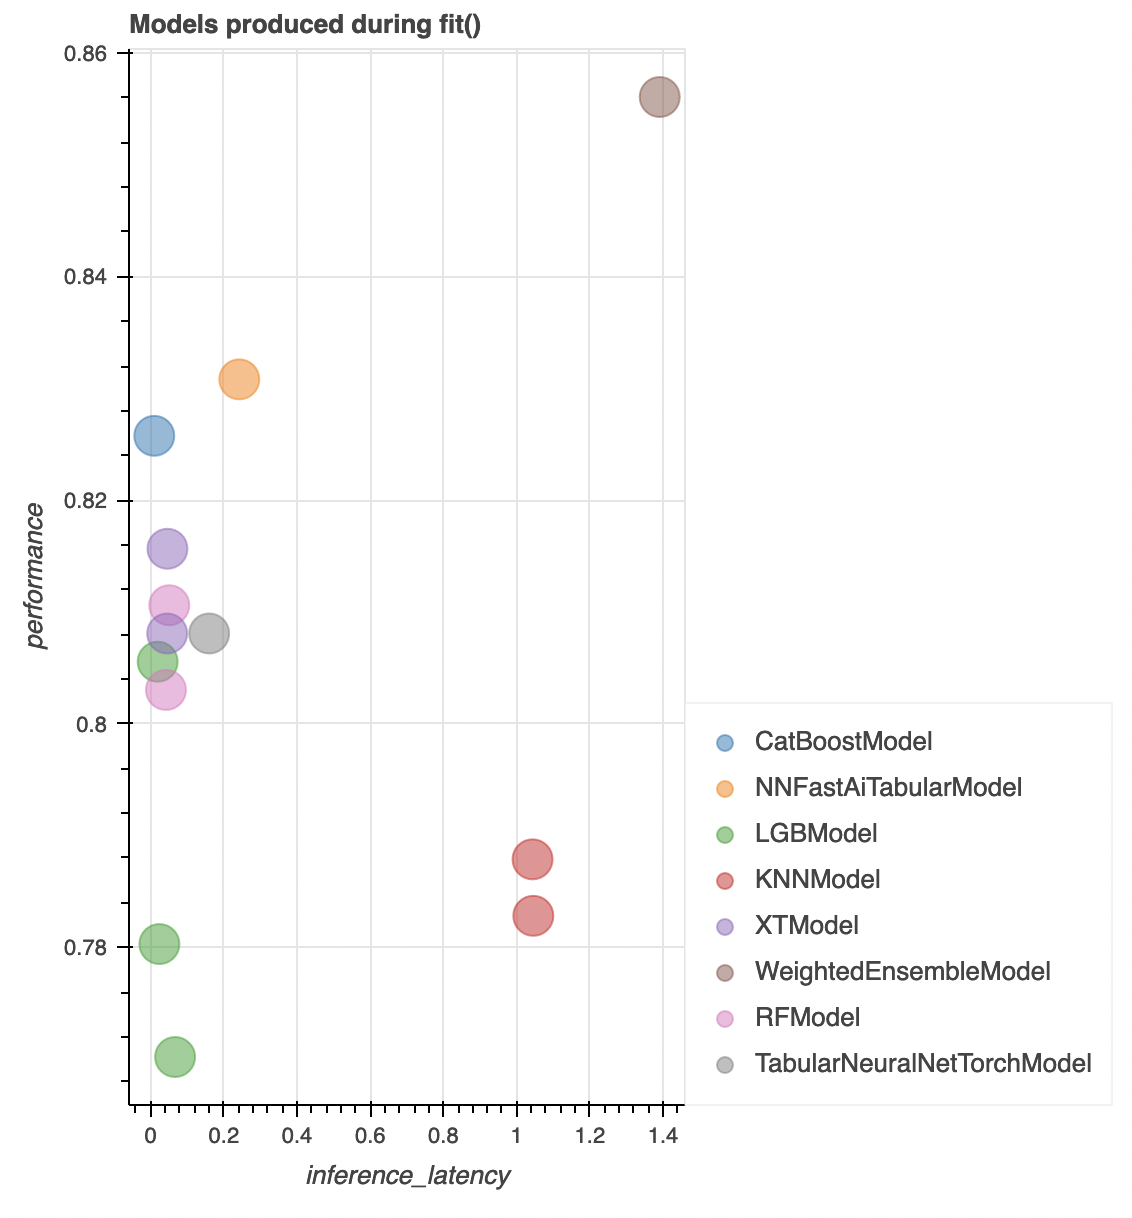 Models produced during fit()
0.86
0.84
0.82
0.8
0.78
performance
0 0.2 0.4 0.6 0.8 1 1.2 1.4
inference_latency
CatBoostModel
NNFastAiTabularModel
LGBModel
KNNModel
XTModel
WeightedEnsembleModel
RFModel
TabularNeuralNetTorchModel